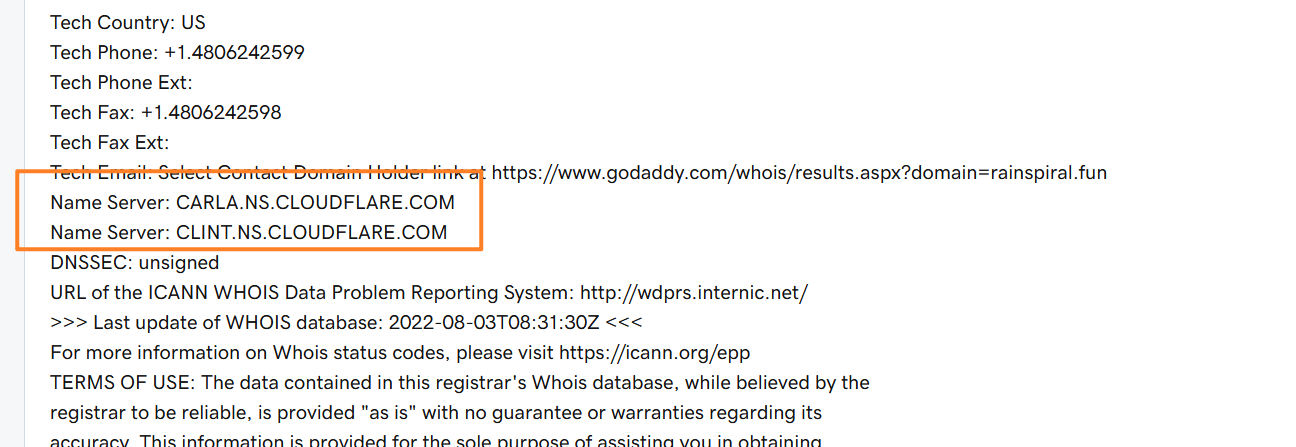 Tech Country: US
Tech Phone: +1.4806242599
Tech Phone Ext:
Tech Fax: +1.4806242598
Tech Fax Ext:
Tech Email: Select Contact Domain Holder link at https://www.godaddy.com/whois/results.aspx?domain=rainspiral.fun
Name Server: CARLA.NS.CLOUDFLARE.COM
Name Server: CLINT.NS.CLOUDFLARE.COM
DNSSEC: unsigned
URL of the ICANN WHOIS Data Problem Reporting System: http://wdprs.internic.net/
>>> Last update of WHOIS database: 2022-08-03T08:31:30Z <<<
For more information on Whois status codes, please visit https://icann.org/epp
TERMS OF USE: The data contained in this registrar's Whois database, while believed by the
registrar to be reliable, is provided "as is" with no guarantee or warranties regarding its
accuracy. This information is provided for the sole purpose of assisting you in obtaining